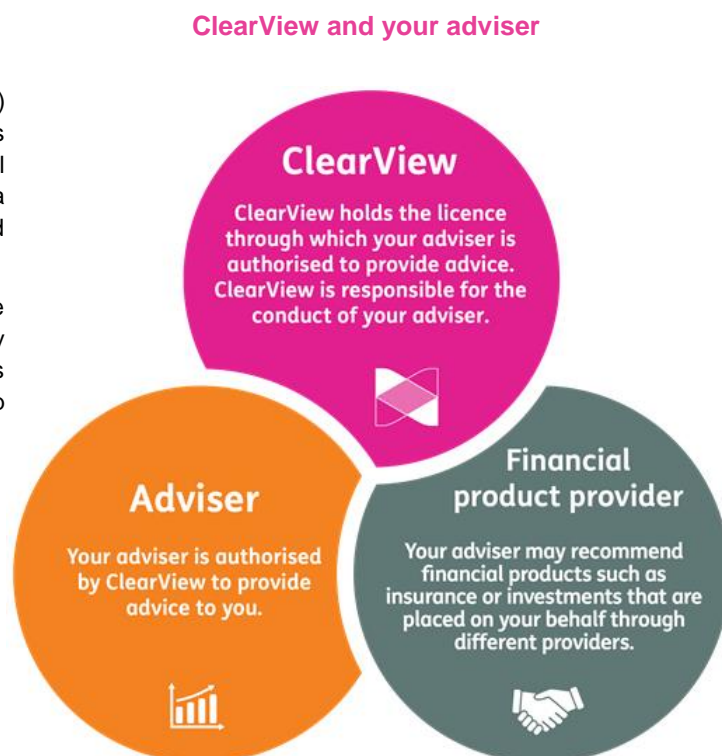 ClearView and your adviser
)
s
l
a
d
e
y
s
o
ClearView
ClearView holds the licence
through which your adviser is
authorised to provide advice.
ClearView is responsible for the
conduct of your adviser.
Adviser
Your adviser is authorised
by ClearView to provide
advice to you.
Financial
product provider
Your adviser may recommend
financial products such as
insurance or investments that are
placed on your behalf through
different providers.